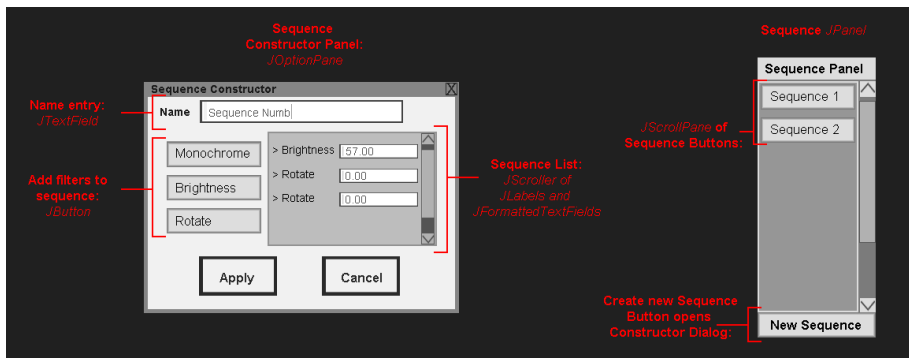 Sequence
Constructor Panel:
JOptionPane
Sequence JPanel
Sequence Constructor
X
Name entry:
JTextField
Name
Sequence Numb
Add filters to
sequence:
JButton
Monochrome
Brightness
Rotate
> Brightness 57.00
> Rotate 0.00
> Rotate 0.00
Sequence List:
JScroller of
JLabels and
JFormattedTextFields
Apply
Cancel
Sequence Panel
Sequence 1
Sequence 2
JScrollPane of
Sequence Buttons:
Create new Sequence
Button opens
Constructor Dialog:
New Sequence